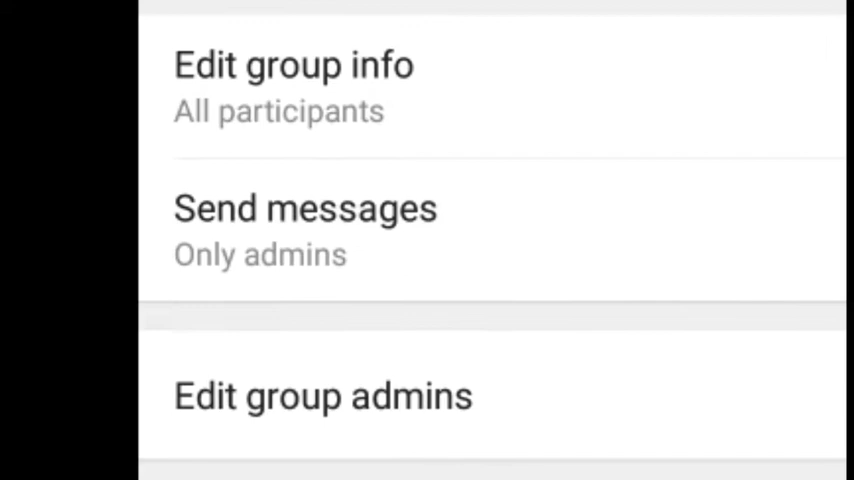 Edit group info
All participants
Send messages
Only admins
Edit group admins